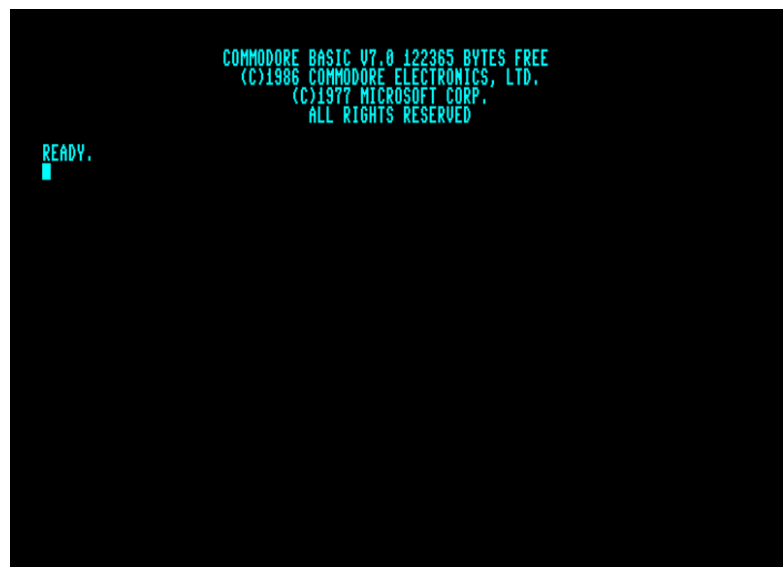 COMMODORE BASIC V7.0 122365 BYTES FREE
(C)1986 COMMODORE ELECTRONICS, LTD.
(C)1977 MICROSOFT CORP.
ALL RIGHTS RESERVED
READY.